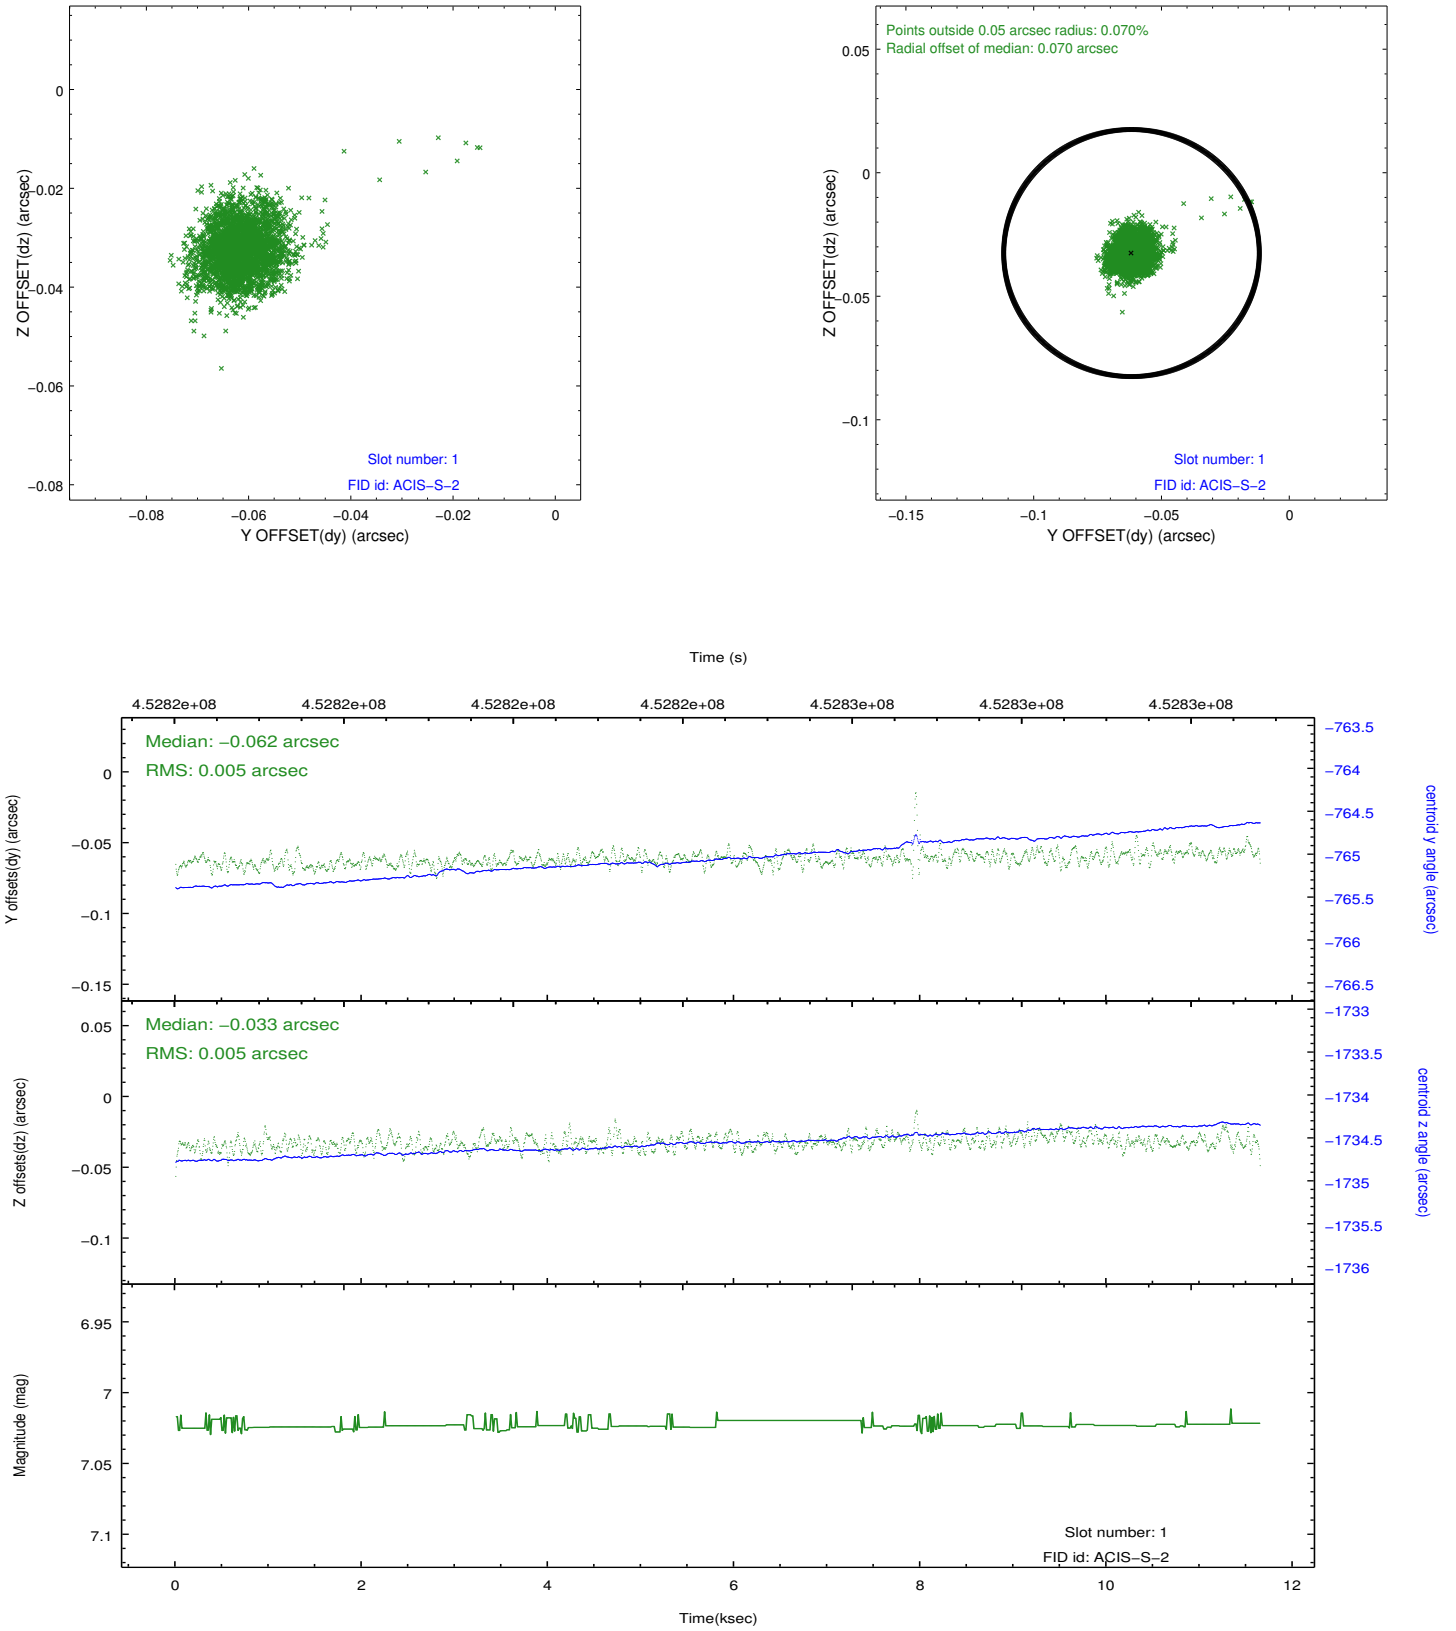 0
−0.02
−0.04
−0.06
−0.08
Z OFFSET(dz) (arcsec)
Slot number: 1
FID id: ACIS−S−2
−0.08
−0.06
−0.04
−0.02
0
Y OFFSET(dy) (arcsec)
Points outside 0.05 arcsec radius: 0.070%
Radial offset of median: 0.070 arcsec
0.05
0
−0.05
−0.1
Z OFFSET(dz) (arcsec)
Slot number: 1
FID id: ACIS−S−2
−0.15
−0.1
−0.05
0
Y OFFSET(dy) (arcsec)
Time (s)
4.5282e+08
4.5282e+08
4.5282e+08
4.5282e+08
4.5283e+08
4.5283e+08
4.5283e+08
Median: −0.062 arcsec
RMS: 0.005 arcsec
0
−0.05
−0.1
−0.15
Y offsets(dy) (arcsec)
−763.5
−764
−764.5
−765
−765.5
−766
−766.5
centroid y angle (arcsec)
Median: −0.033 arcsec
RMS: 0.005 arcsec
0.05
0
−0.05
−0.1
Z offsets(dz) (arcsec)
−1733
−1733.5
−1734
−1734.5
−1735
−1735.5
−1736
centroid z angle (arcsec)
6.95
7
7.05
7.1
Magnitude (mag)
Slot number: 1
FID id: ACIS−S−2
0
2
4
6
8
10
12
Time(ksec)